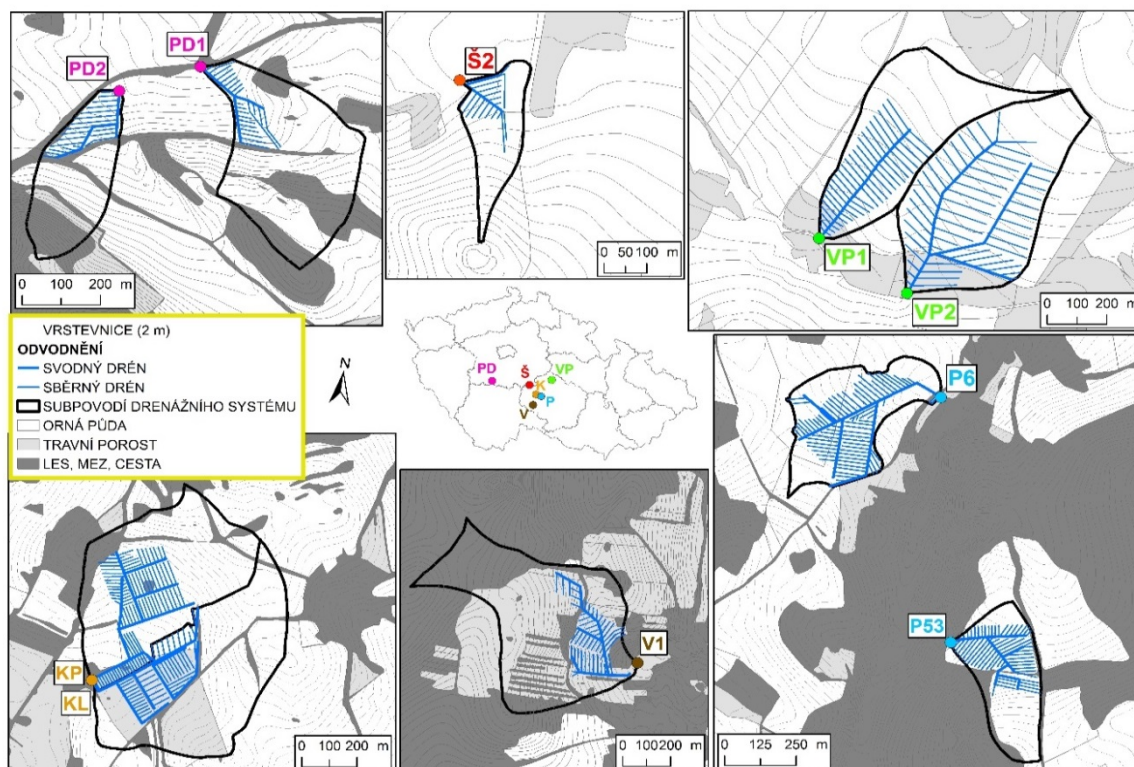 PD1
PD2
0 100 200 m
Š2
0 50 100 m
VP1
VP2
0 100 200 m
VRSTEVNICE (2 m)
ODVODNĚNÍ
SVODNÝ DRÉN
SBĚRNÝ DRÉN
SUBPOVODÍ DRENÁŽNÍHO SYSTÉMU
ORNÁ PŮDA
TRAVNÍ POROST
LES, MEZ, CESTA
N
PD
Š
VP
K
P
V
P6
P53
0 125 250 m
KP
KL
0 100 200 m
V1
0 100200 m